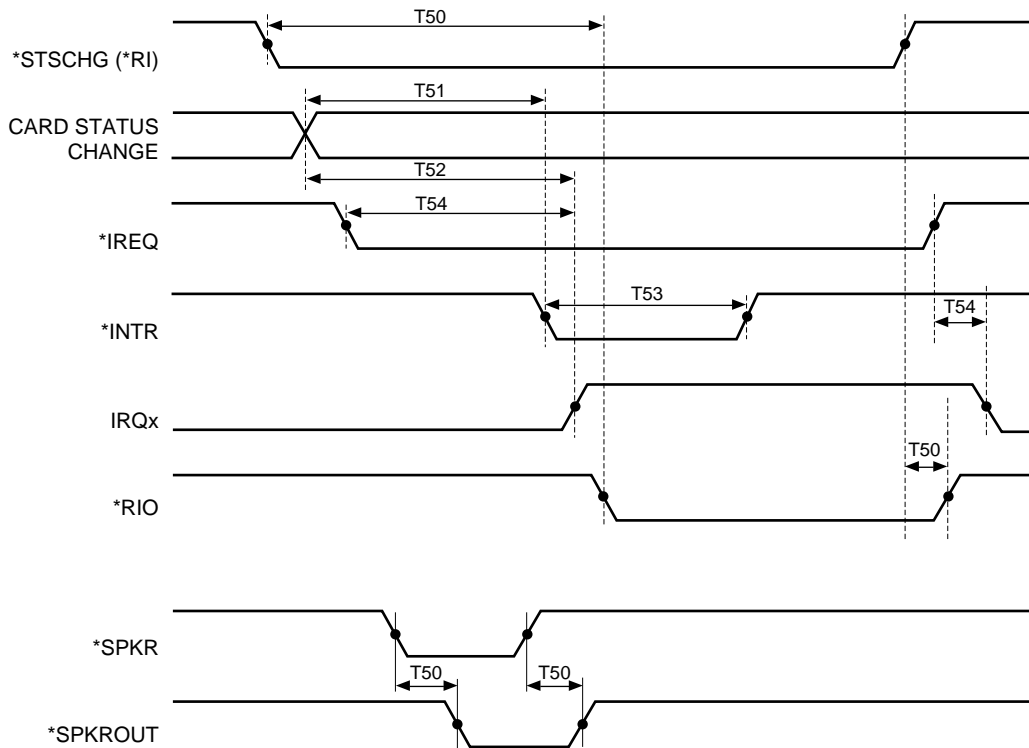 T50
*STSCHG (*RI)
T51
CARD STATUS
CHANGE
T52
T54
*IREQ
T53
*INTR
T54
IRQx
T50
*RIO
*SPKR
T50
T50
*SPKROUT